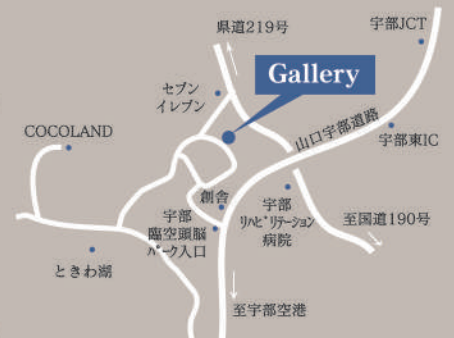 県道219号
宇部JCT
セブン
イレブン
Gallery
COCOLAND
山口宇部道路
宇部東IC
創舎
宇部
臨空頭脳
パーク入口
宇部
リハビリテーション
病院
至国道190号
ときわ湖
至宇部空港